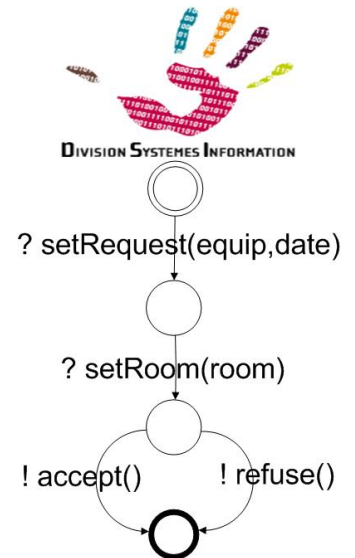 DIVISION SYSTEMES INFORMATION
? setRequest(equip,date)
? setRoom(room)
! accept()
! refuse()